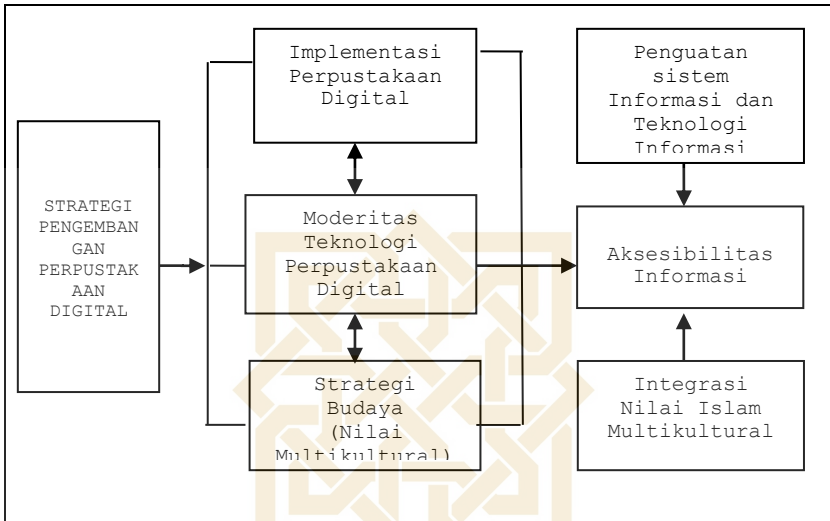 STRATEGI
PENGEMBAN
GAN
PERPUSTAK
AAN
DIGITAL
Implementasi
Perpustakaan
Digital
Moderitas
Teknologi
Perpustakaan
Digital
Strategi
Budaya
(Nilai
Multikultural)
Penguatan
sistem
Informasi dan
Teknologi
Informasi
Aksesibilitas
Informasi
Integrasi
Nilai Islam
Multikultural